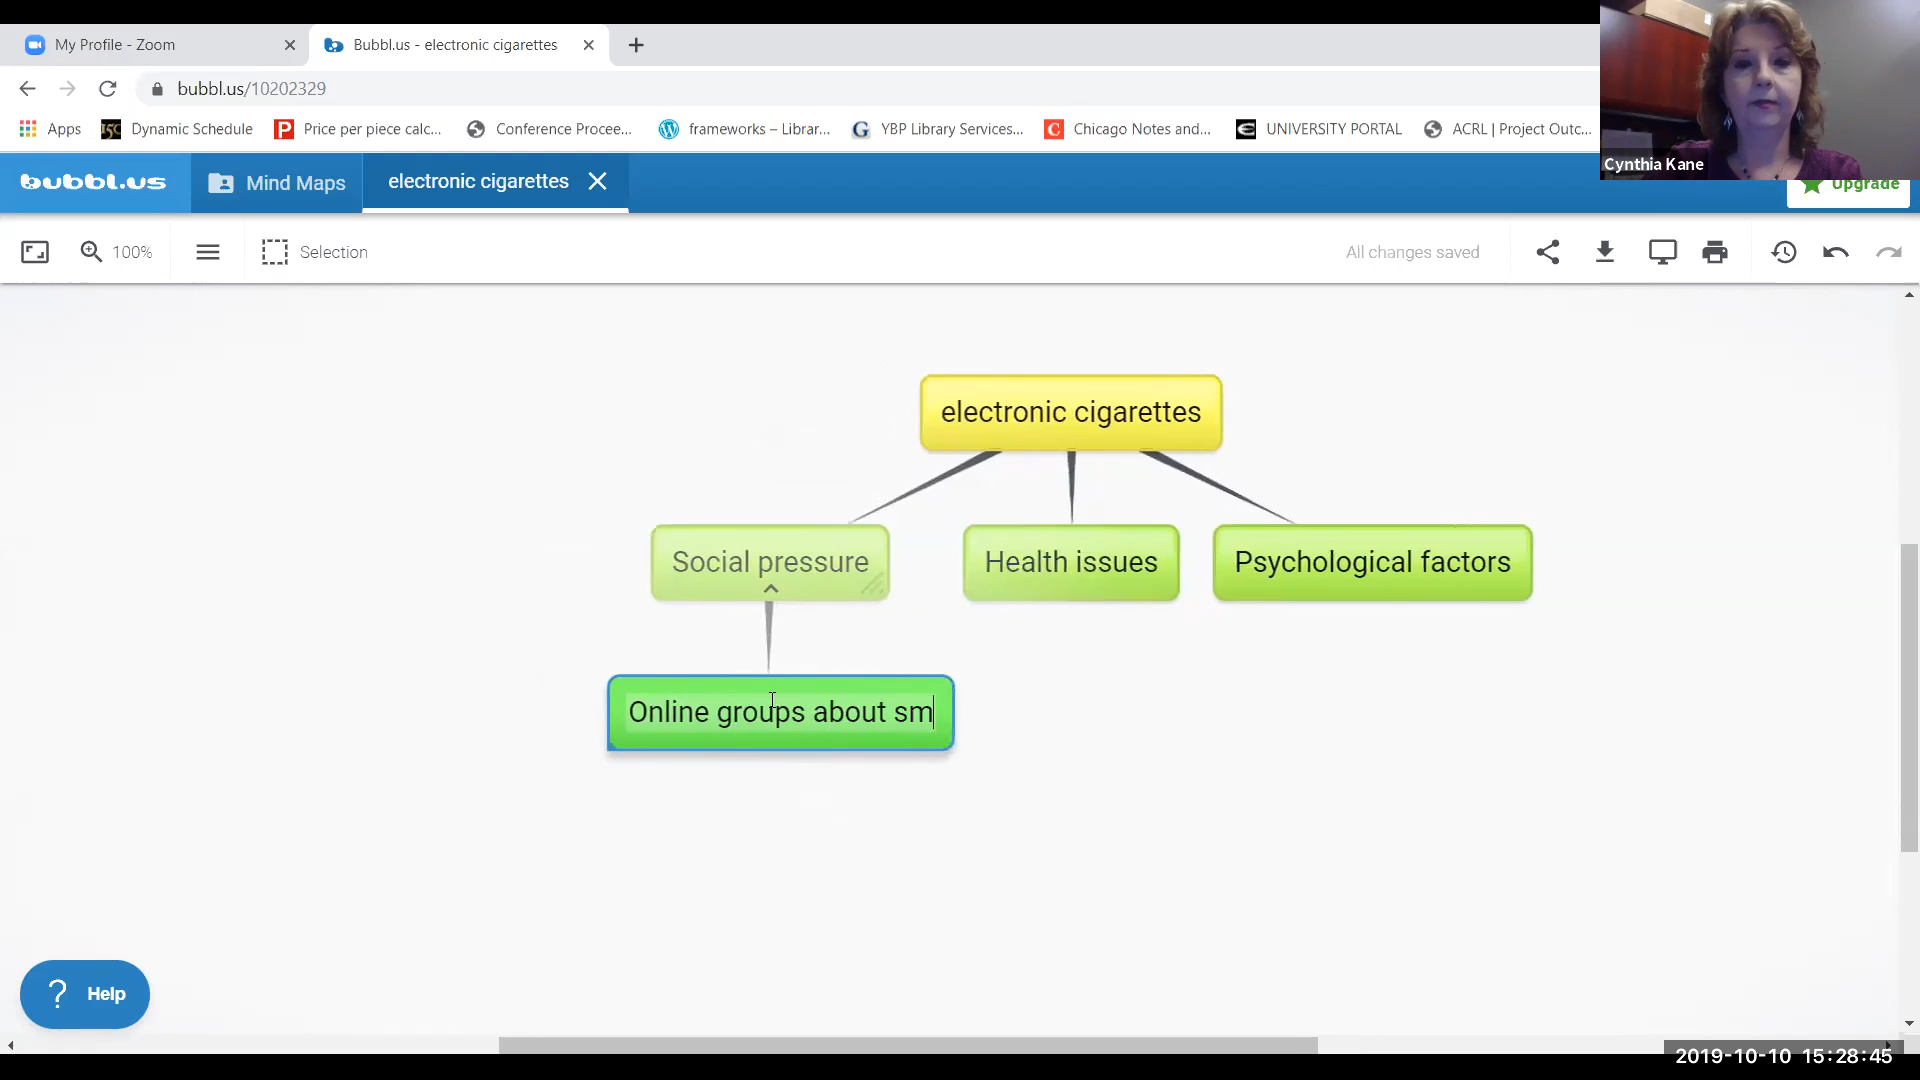 My Profile - Zoom
Bubbl.us - electronic cigarettes
bubbl.us/10202329
Apps
Dynamic Schedule
Price per piece calc...
Conference Procee...
frameworks – Librar...
YBP Library Services...
Chicago Notes and...
UNIVERSITY PORTAL
ACRL | Project Outc...
Cynthia Kane
bubbl.us
Mind Maps
electronic cigarettes
Upgrade
100%
Selection
All changes saved
electronic cigarettes
Social pressure
Health issues
Psychological factors
Online groups about sm
? Help
2019-10-10 15:28:45